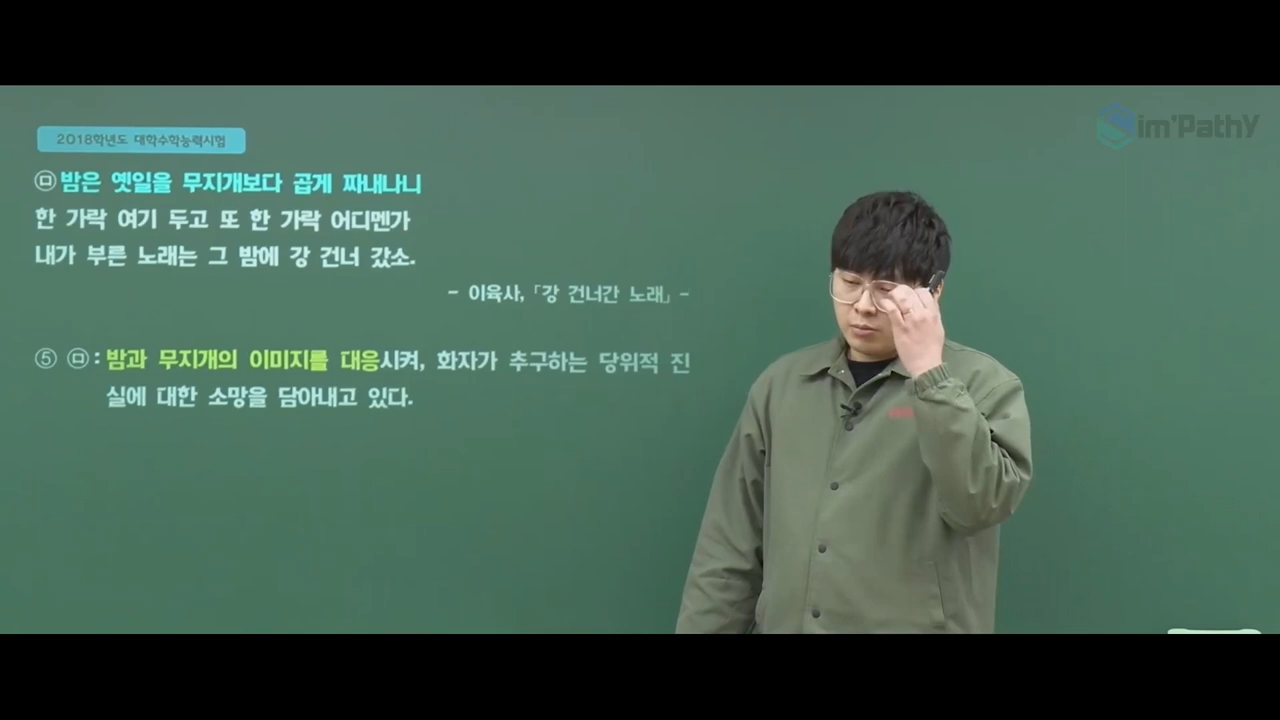 im'PathY
2018학년도 대학수학능력시험
㉤ 밤은 옛일을 무지개보다 곱게 짜내나니
한 가락 여기 두고 또 한 가락 어디멘가
내가 부른 노래는 그 밤에 강 건너 갔소.
- 이육사, 「강 건너간 노래」 -
⑤ ㉤ : 밤과 무지개의 이미지를 대응시켜, 화자가 추구하는 당위적 진
실에 대한 소망을 담아내고 있다.